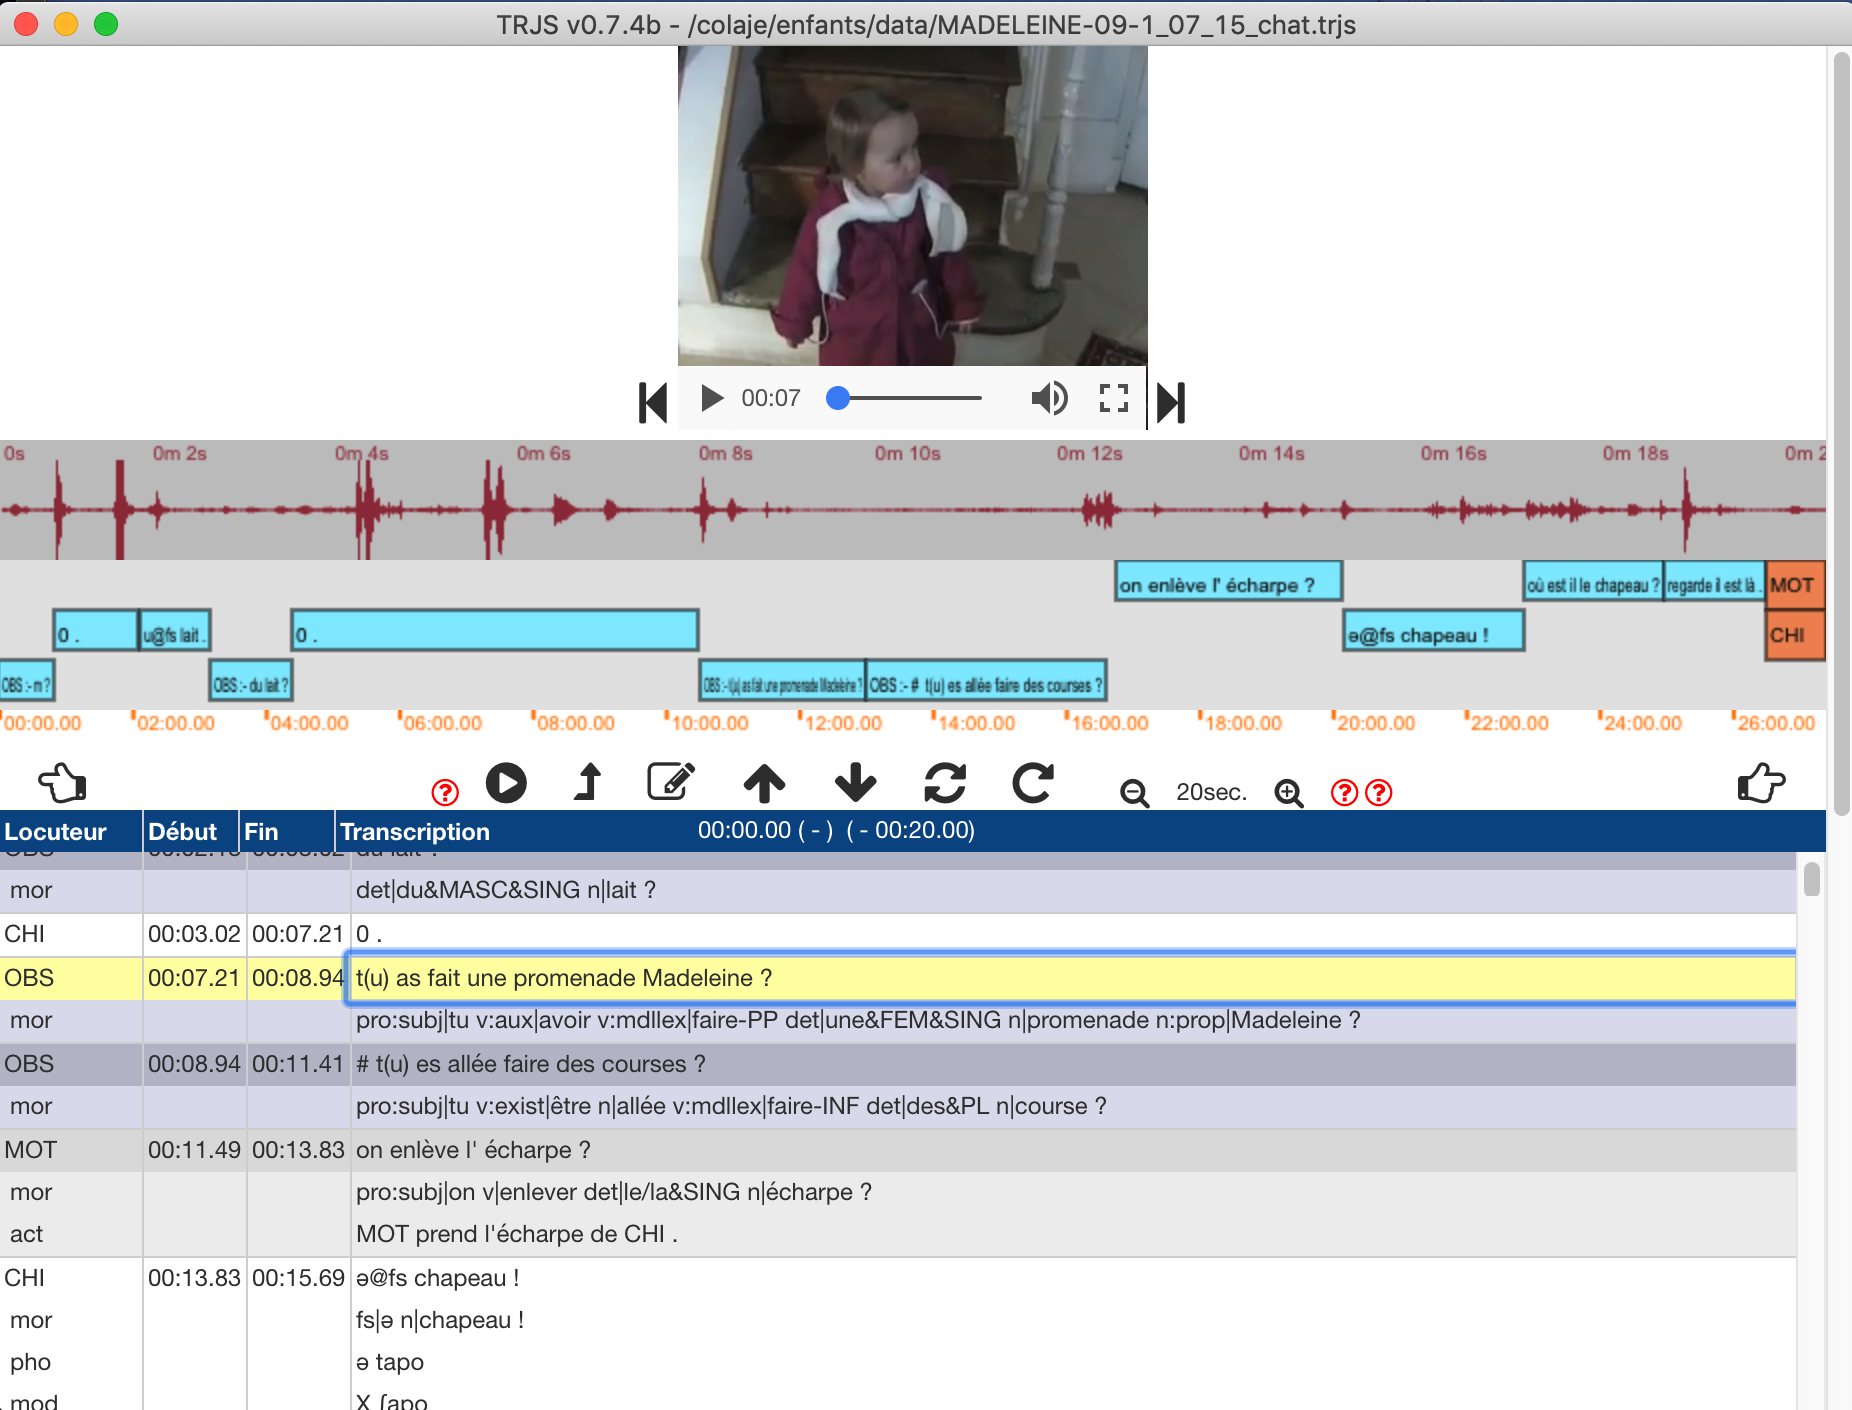 TRJS v0.7.4b - /colaje/enfants/data/MADELEINE-09-1_07_15_chat.trjs
00:07
0s 0m 2s 0m 4s 0m 6s 0m 8s 0m 10s 0m 12s 0m 14s 0m 16s 0m 18s 0m 2
on enlève l' écharpe ? où est il le chapeau ? regarde il est là . MOT
0 . u@fs lait . 0 . ə@fs chapeau ! CHI
OBS :- m ? OBS :- du lait ? OBS :- t(u) as fait une promenade Madeleine ? OBS :- # t(u) es allée faire des courses ?
00:00.00 02:00.00 04:00.00 06:00.00 08:00.00 10:00.00 12:00.00 14:00.00 16:00.00 18:00.00 20:00.00 22:00.00 24:00.00 26:00.00
20sec.
Locuteur Début Fin Transcription 00:00.00 ( - ) ( - 00:20.00)
mor det|du&MASC&SING n|lait ?
CHI 00:03.02 00:07.21 0 .
OBS 00:07.21 00:08.94 t(u) as fait une promenade Madeleine ?
mor pro:subj|tu v:aux|avoir v:mdllex|faire-PP det|une&FEM&SING n|promenade n:prop|Madeleine ?
OBS 00:08.94 00:11.41 # t(u) es allée faire des courses ?
mor pro:subj|tu v:exist|être n|allée v:mdllex|faire-INF det|des&PL n|course ?
MOT 00:11.49 00:13.83 on enlève l' écharpe ?
mor pro:subj|on v|enlever det|le/la&SING n|écharpe ?
act MOT prend l'écharpe de CHI .
CHI 00:13.83 00:15.69 ə@fs chapeau !
mor fs|ə n|chapeau !
pho ə tapo
mod X ʃapo